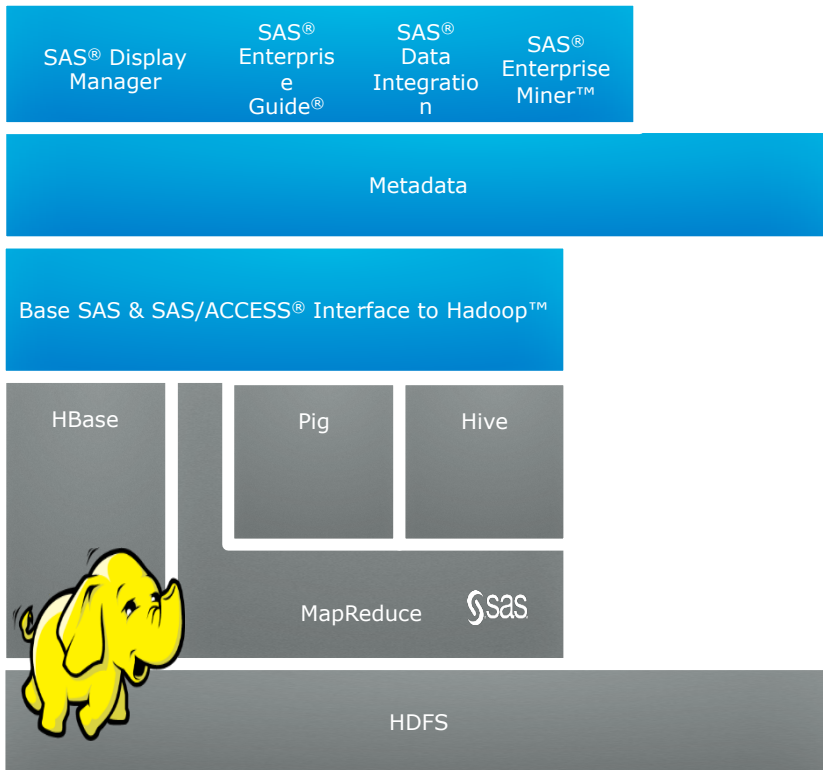 SAS® Display
Manager
SAS®
Enterpris
e
Guide®
SAS®
Data
Integratio
n
SAS®
Enterprise
Miner™
Metadata
Base SAS & SAS/ACCESS® Interface to Hadoop™
HBase
Pig
Hive
MapReduce
sas
HDFS